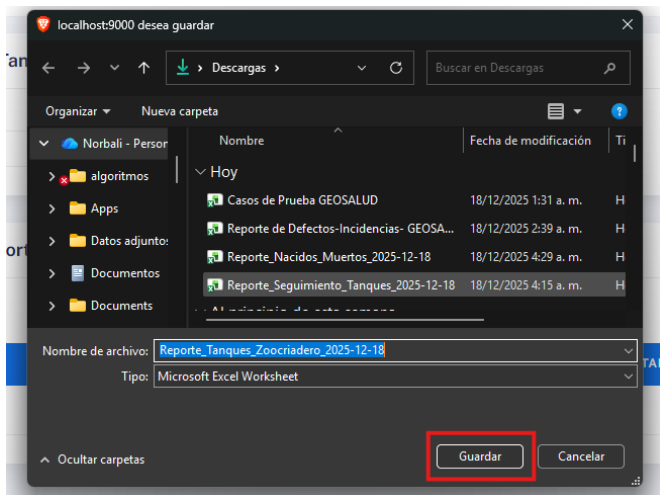 localhost:9000 desea guardar
Descargas
Buscar en Descargas
Organizar
Nueva carpeta
Nombre
Fecha de modificación
Ti
Norbali - Person
algoritmos
Apps
Datos adjuntos
Documentos
Documents
Hoy
Casos de Prueba GEOSALUD 18/12/2025 1:31 a. m. H
Reporte de Defectos-Incidencias- GEOSA... 18/12/2025 2:39 a. m. H
Reporte_Nacidos_Muertos_2025-12-18 18/12/2025 4:29 a. m. H
Reporte_Seguimiento_Tanques_2025-12-18 18/12/2025 4:15 a. m. H
Nombre de archivo: Reporte_Tanques_Zoocriadero_2025-12-18
Tipo: Microsoft Excel Worksheet
Ocultar carpetas
Guardar
Cancelar